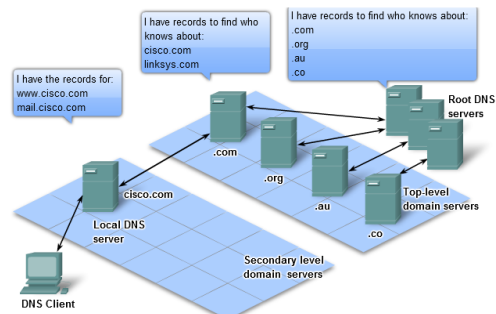 I have records to find who
knows about:
cisco.com
linksys.com
I have records to find who knows about:
.com
.org
.au
.co
I have the records for:
www.cisco.com
mail.cisco.com
Root DNS
servers
.com
.org
.au
.co
Top-level
domain servers
cisco.com
Local DNS
server
Secondary level
domain servers
DNS Client